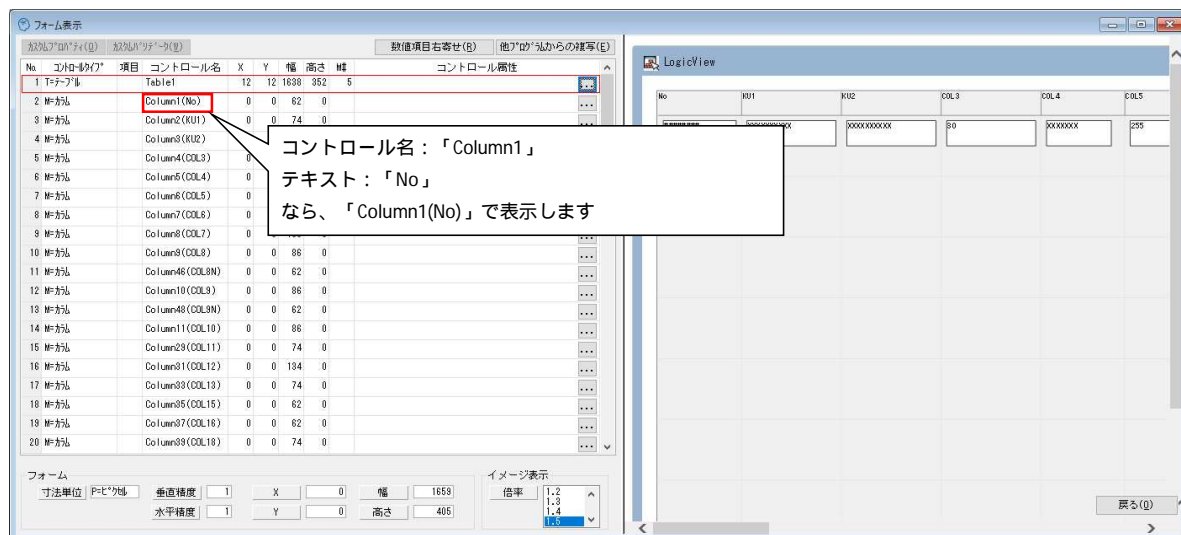 フォーム表示
ｶｽﾀﾑﾌﾟﾛﾊﾟﾃｨ(Q) ｶｽﾀﾑﾊﾞﾘﾃﾞｰﾀ(W) 数値項目右寄せ(R) 他ﾌﾟﾛｸﾞﾗﾑからの複写(E)
No. ｺﾝﾄﾛｰﾙﾀｲﾌﾟ 項目 コントロール名 X Y 幅 高さ M‡ コントロール属性
1 T=ﾃｰﾌﾞﾙ Table1 12 12 1638 352 5 ...
2 M=ｶﾗﾑ Column1(No) 0 0 62 0 ...
3 M=ｶﾗﾑ Column2(KU1) 0 0 74 0
4 M=ｶﾗﾑ Column3(KU2)
5 M=ｶﾗﾑ Column4(COL3) 0
6 M=ｶﾗﾑ Column5(COL4) 0
7 M=ｶﾗﾑ Column6(COL5) 0
8 M=ｶﾗﾑ Column7(COL6) 0
9 M=ｶﾗﾑ Column8(COL7) 0
10 M=ｶﾗﾑ Column9(COL8) 0 0 86 0 ...
11 M=ｶﾗﾑ Column46(COL8N) 0 0 62 0 ...
12 M=ｶﾗﾑ Column10(COL9) 0 0 86 0 ...
13 M=ｶﾗﾑ Column48(COL9N) 0 0 62 0 ...
14 M=ｶﾗﾑ Column11(COL10) 0 0 86 0 ...
15 M=ｶﾗﾑ Column29(COL11) 0 0 74 0 ...
16 M=ｶﾗﾑ Column31(COL12) 0 0 134 0 ...
17 M=ｶﾗﾑ Column33(COL13) 0 0 74 0 ...
18 M=ｶﾗﾑ Column35(COL15) 0 0 62 0 ...
19 M=ｶﾗﾑ Column37(COL16) 0 0 62 0 ...
20 M=ｶﾗﾑ Column39(COL18) 0 0 74 0 ...
コントロール名：「Column1」
テキスト：「No」
なら、「Column1(No)」で表示します
フォーム
寸法単位 P=ﾋﾟｸｾﾙ 垂直精度 1 X 0 幅 1659
水平精度 1 Y 0 高さ 405
イメージ表示
倍率 1.2
1.3
1.4
1.5
LogicView
No KU1 KU2 COL3 COL4 COL5
XXXXXXXXXX 80 XXXXXXX 255
戻る(Q)